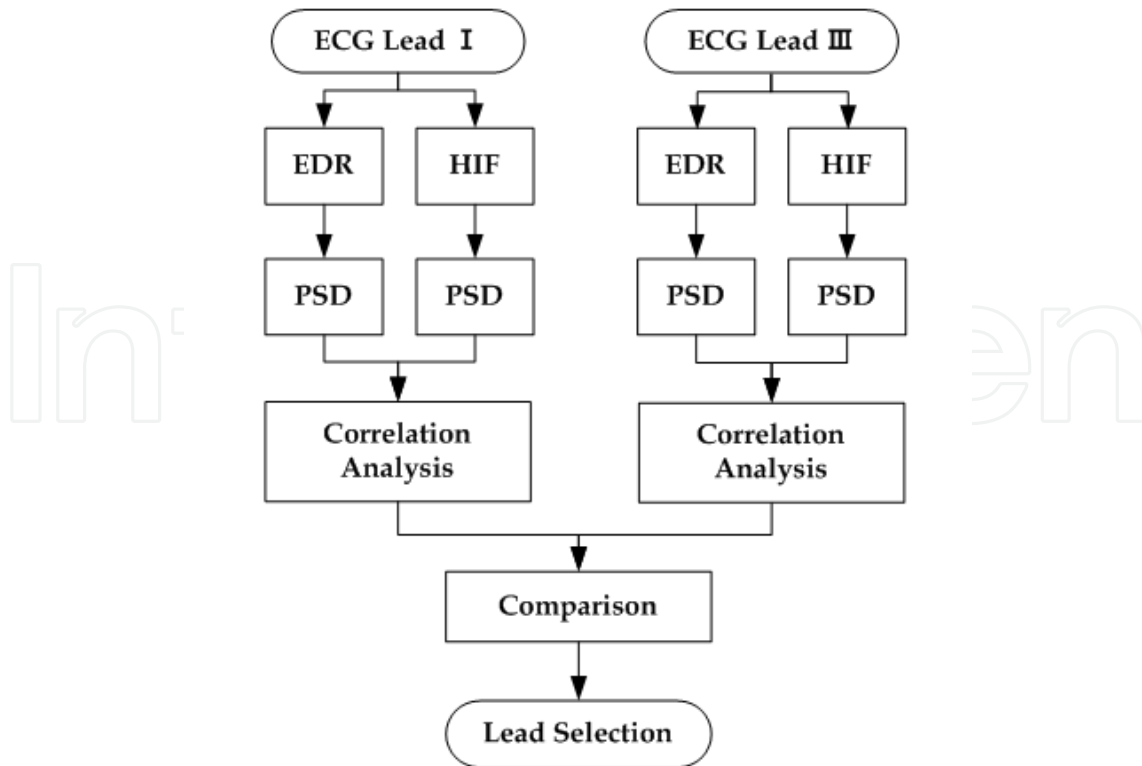 ECG Lead Ⅰ
ECG Lead Ⅲ
EDR
HIF
EDR
HIF
PSD
PSD
PSD
PSD
Correlation
Analysis
Correlation
Analysis
Comparison
Lead Selection